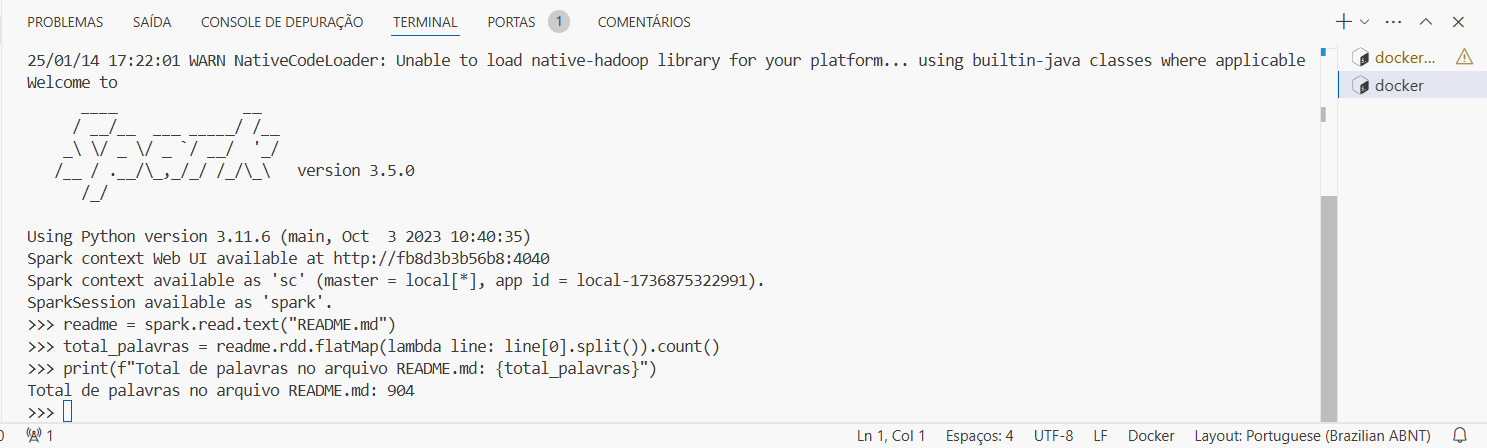 PROBLEMAS SAÍDA CONSOLE DE DEPURAÇÃO TERMINAL PORTAS 1 COMENTÁRIOS
25/01/14 17:22:01 WARN NativeCodeLoader: Unable to load native-hadoop library for your platform... using builtin-java classes where applicable
docker...
Welcome to
docker
      ____              __
     / __/__  ___ _____/ /__
    _\ \/ _ \/ _ `/ __/  '_/
   /__ / .__/\_,_/_/ /_/\_\   version 3.5.0
      /_/
Using Python version 3.11.6 (main, Oct  3 2023 10:40:35)
Spark context Web UI available at http://fb8d3b3b56b8:4040
Spark context available as 'sc' (master = local[*], app id = local-1736875322991).
SparkSession available as 'spark'.
>>> readme = spark.read.text("README.md")
>>> total_palavras = readme.rdd.flatMap(lambda line: line[0].split()).count()
>>> print(f"Total de palavras no arquivo README.md: {total_palavras}")
Total de palavras no arquivo README.md: 904
>>>
0 1 Ln 1, Col 1 Espaços: 4 UTF-8 LF Docker Layout: Portuguese (Brazilian ABNT)